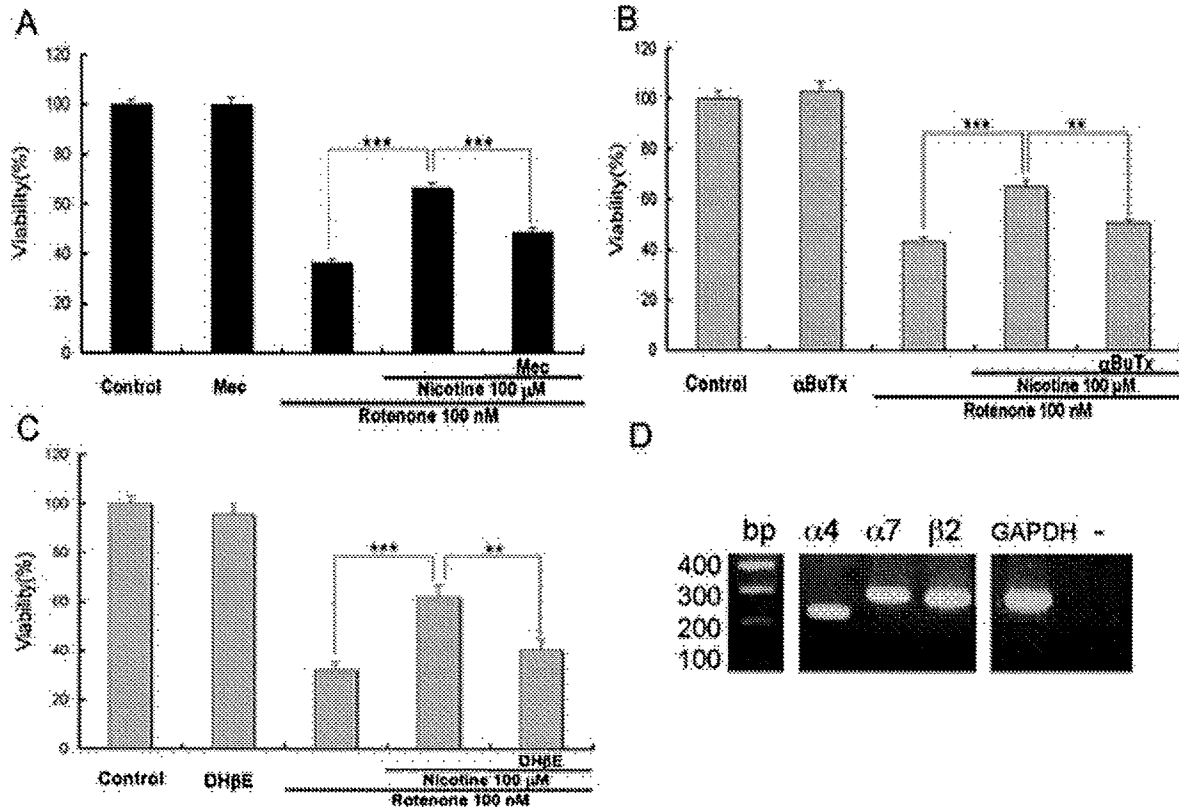 A
120
100
80
60
40
20
0
Viability(%)
***
***
Control
Mec
Mec
Nicotine 100 μM
Rotenone 100 nM
B
120
100
80
60
40
20
0
Viability(%)
***
**
Control
αBuTx
αBuTx
Nicotine 100 μM
Rotenone 100 nM
C
120
100
80
60
40
20
0
Viability(%)
***
**
Control
DHβE
DHβE
Nicotine 100 μM
Rotenone 100 nM
D
bp α4 α7 β2 GAPDH -
400
300
200
100